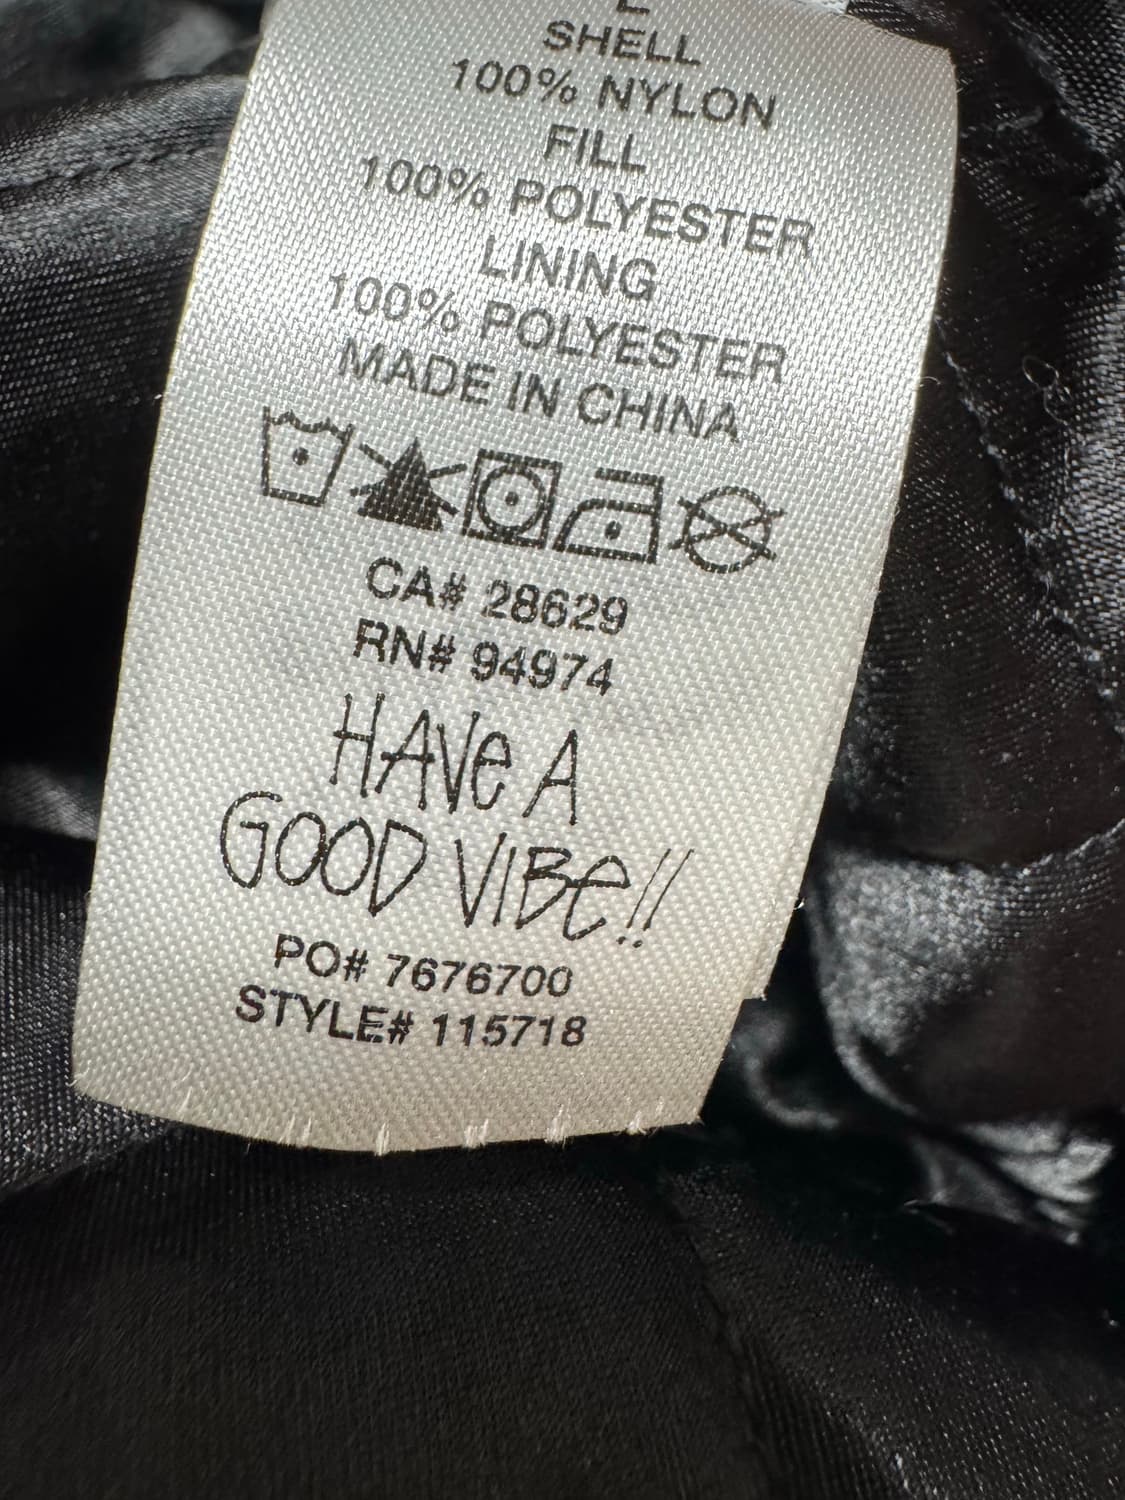 L
SHELL
100% NYLON
FILL
100% POLYESTER
LINING
100% POLYESTER
MADE IN CHINA
CA# 28629
RN# 94974
HAVe A
GOOD VIBe!!
PO# 7676700
STYLE# 115718